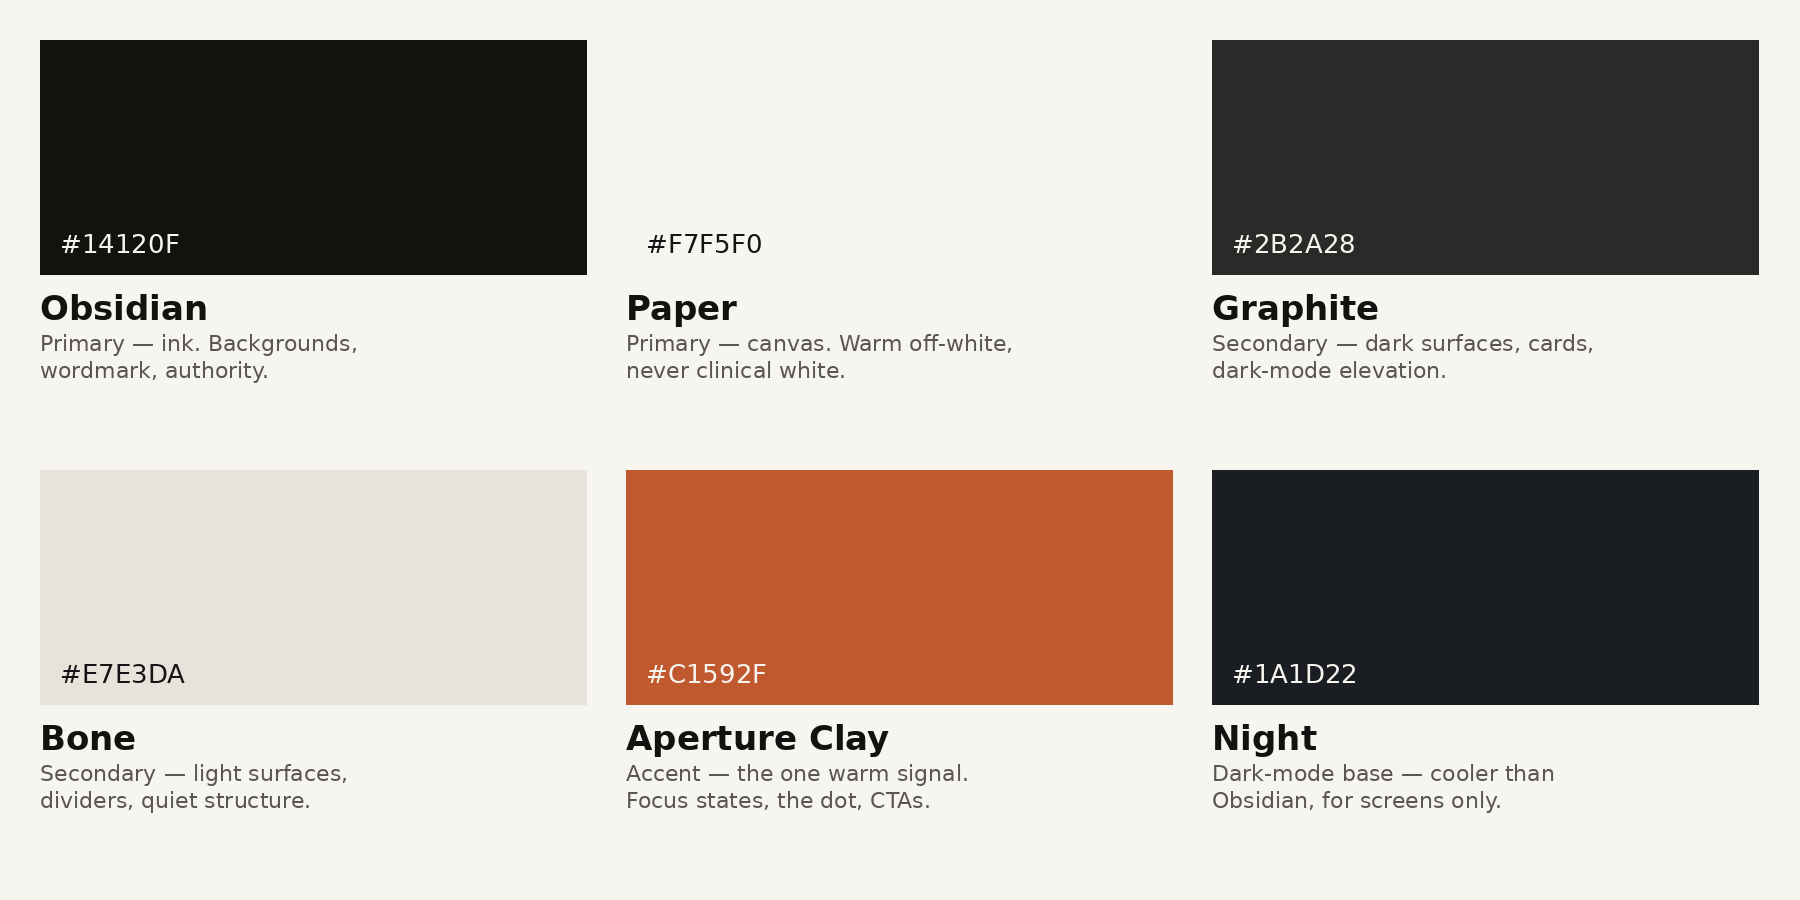 #14120F
Obsidian
Primary — ink. Backgrounds,
wordmark, authority.
#F7F5F0
Paper
Primary — canvas. Warm off-white,
never clinical white.
#2B2A28
Graphite
Secondary — dark surfaces, cards,
dark-mode elevation.
#E7E3DA
Bone
Secondary — light surfaces,
dividers, quiet structure.
#C1592F
Aperture Clay
Accent — the one warm signal.
Focus states, the dot, CTAs.
#1A1D22
Night
Dark-mode base — cooler than
Obsidian, for screens only.